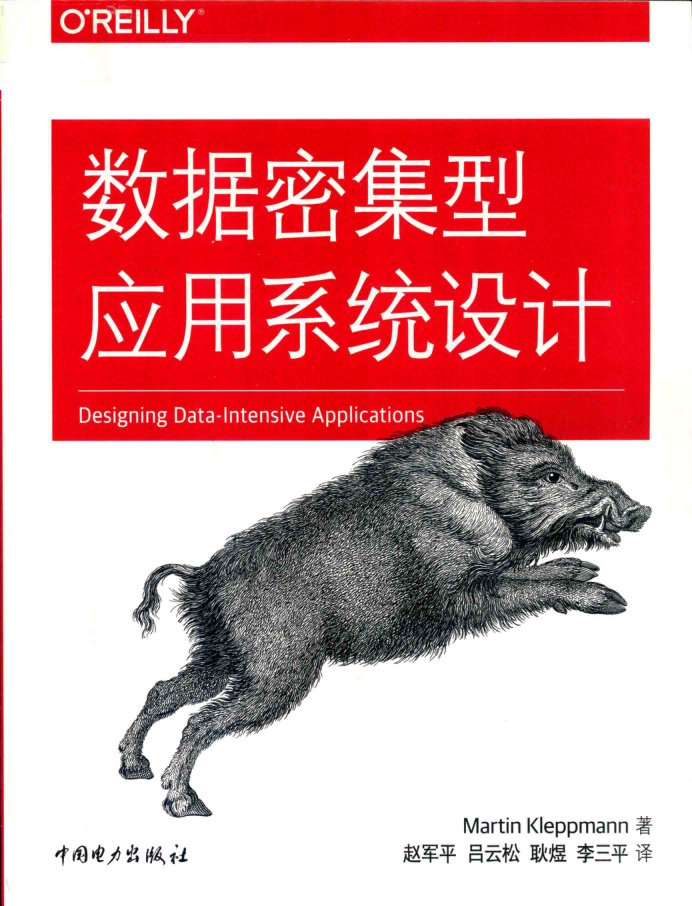 O'REILLY®
数据密集型
应用系统设计
Designing Data-Intensive Applications
Martin Kleppmann 著
赵军平 吕云松 耿煜 李三平 译
中国电力出版社